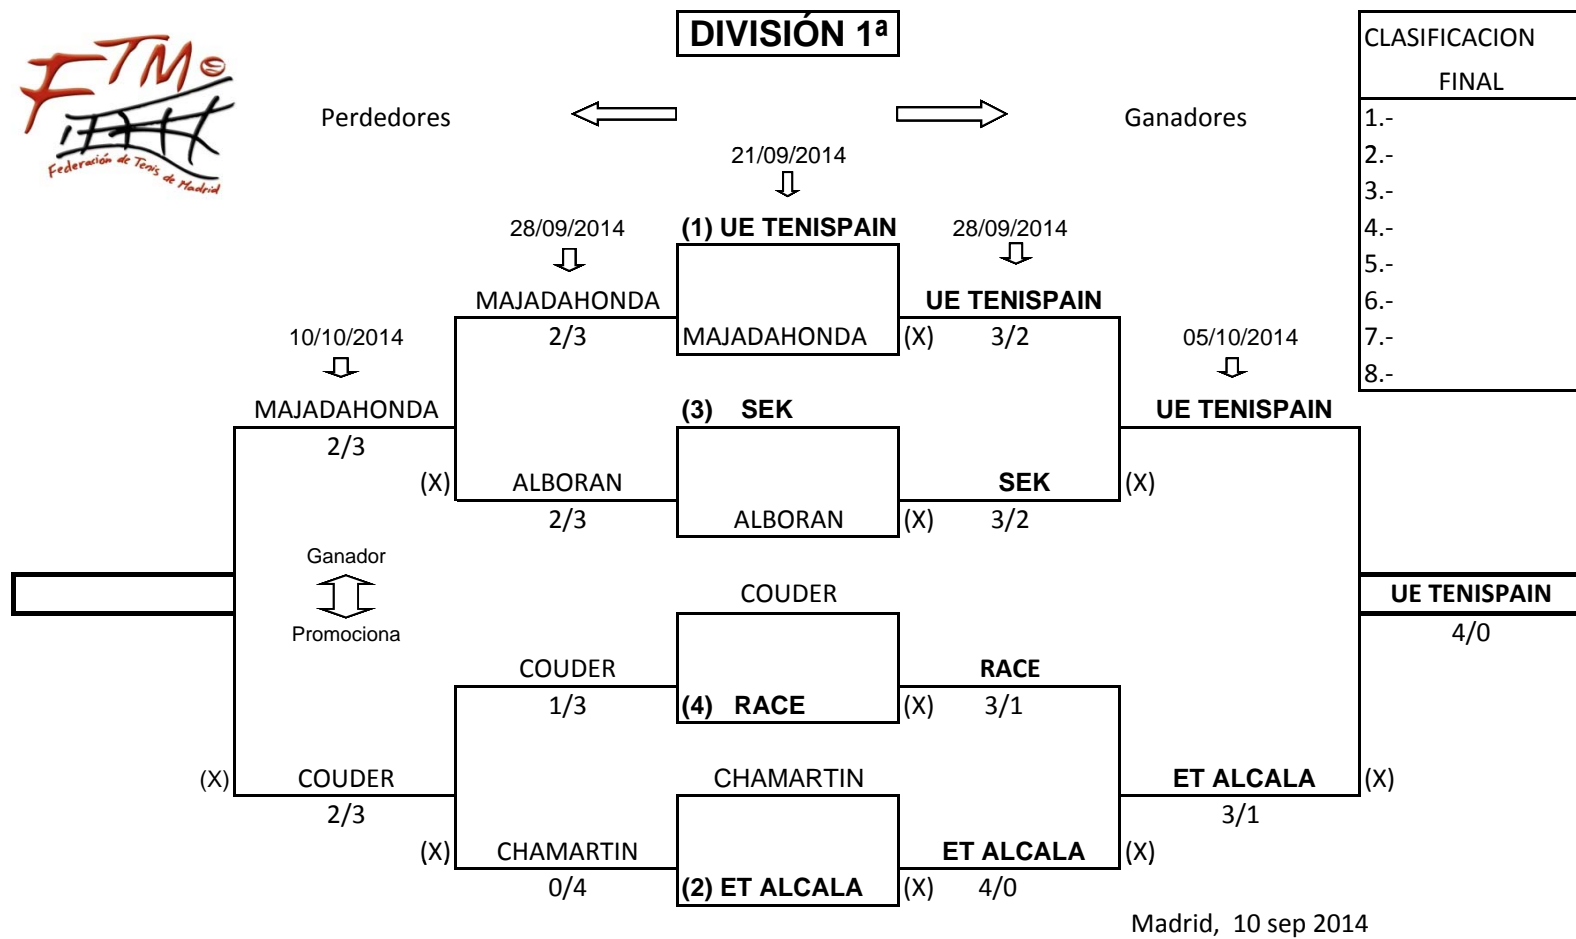 DIVISIÓN 1ª
CLASIFICACION
FINAL
FTM
Federación de Tenis de Madrid
Perdedores
Ganadores
1.-
2.-
3.-
4.-
5.-
6.-
7.-
8.-
21/09/2014
28/09/2014
(1) UE TENISPAIN
28/09/2014
MAJADAHONDA
UE TENISPAIN
10/10/2014
2/3
MAJADAHONDA
(X)
3/2
05/10/2014
MAJADAHONDA
(3) SEK
UE TENISPAIN
2/3
(X)
ALBORAN
SEK
(X)
2/3
ALBORAN
(X)
3/2
Ganador
COUDER
UE TENISPAIN
Promociona
4/0
COUDER
RACE
1/3
(4) RACE
(X)
3/1
(X)
COUDER
CHAMARTIN
ET ALCALA
(X)
2/3
3/1
(X)
CHAMARTIN
ET ALCALA
(X)
0/4
(2) ET ALCALA
(X)
4/0
Madrid, 10 sep 2014